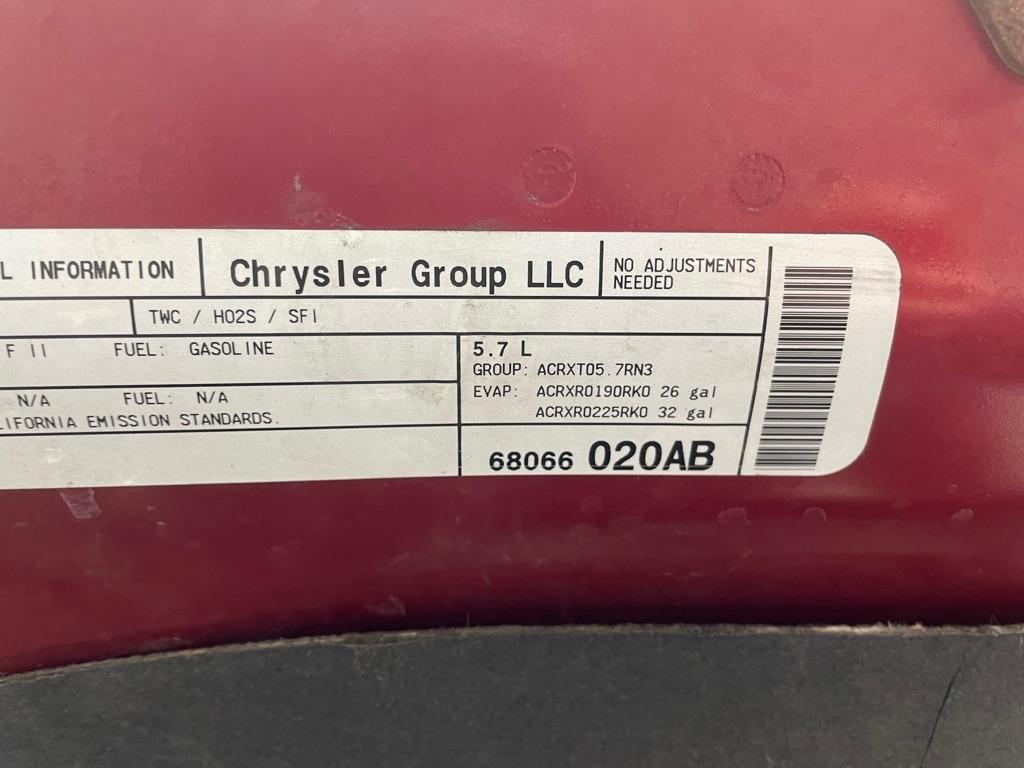 L INFORMATION
Chrysler Group LLC
NO ADJUSTMENTS
NEEDED
TWC / HO2S / SFI
F II FUEL: GASOLINE
N/A FUEL: N/A
LIFORNIA EMISSION STANDARDS.
5.7 L
GROUP: ACRXT05.7RN3
EVAP: ACRXR0190RK0 26 gal
ACRXR0225RK0 32 gal
68066 020AB